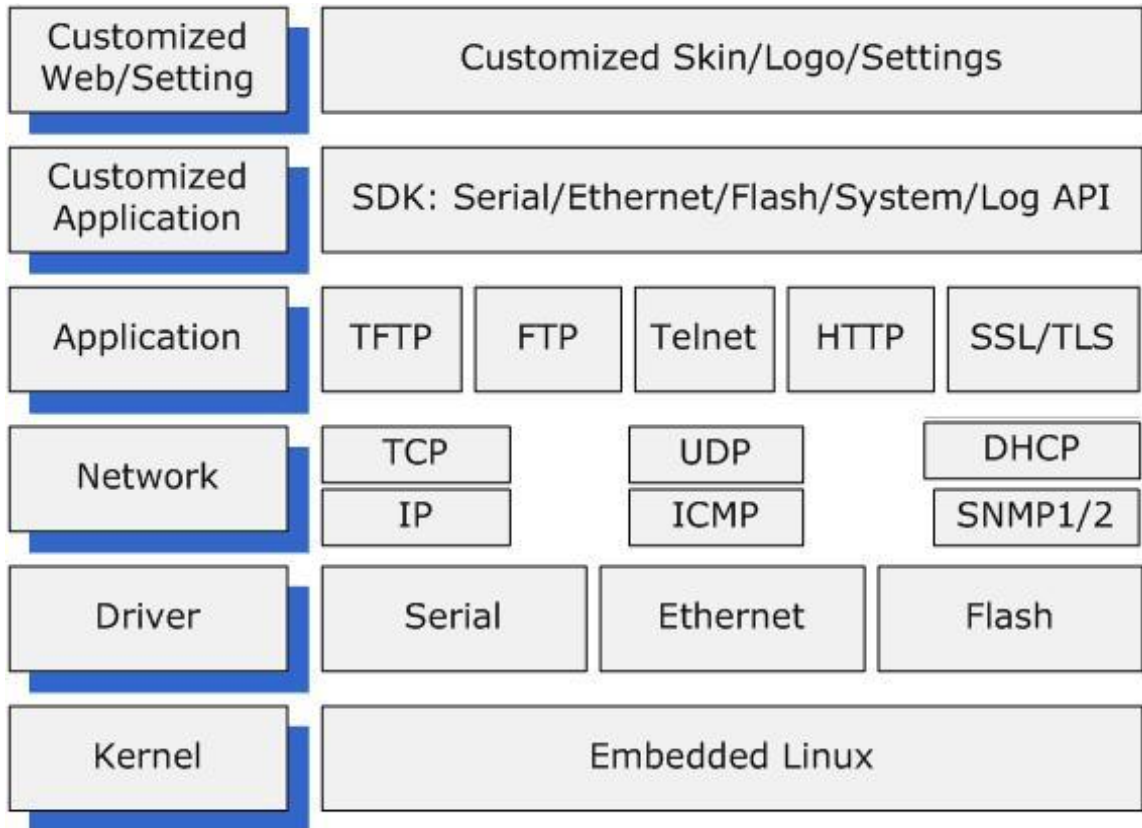 Customized
Web/Setting
Customized Skin/Logo/Settings
Customized
Application
SDK: Serial/Ethernet/Flash/System/Log API
Application
TFTP
FTP
Telnet
HTTP
SSL/TLS
Network
TCP
UDP
DHCP
IP
ICMP
SNMP1/2
Driver
Serial
Ethernet
Flash
Kernel
Embedded Linux